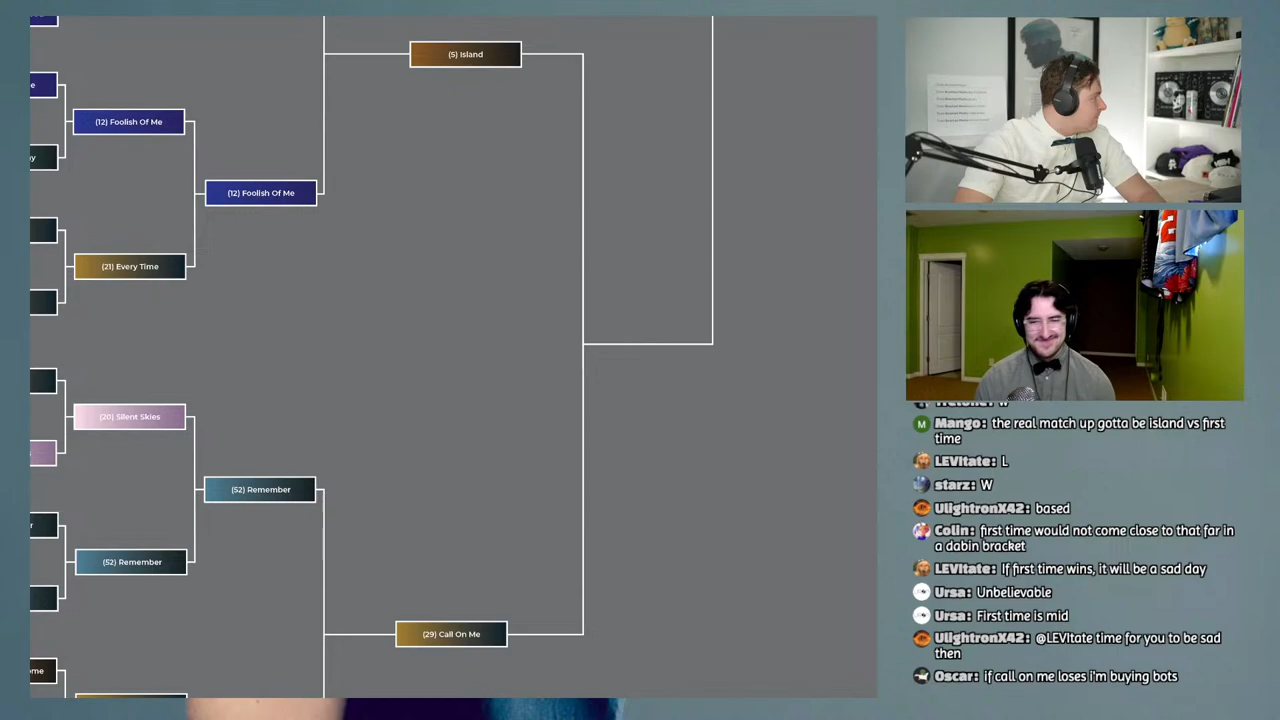 (5) Island
e
(12) Foolish Of Me
(12) Foolish Of Me
(21) Every Time
(20) Silent Skies
(52) Remember
r
(52) Remember
(29) Call On Me
ome
Mango: the real match up gotta be island vs first
time
LEVItate: L
starz: W
UlightronX42: based
Colin: first time would not come close to that far in
a dabin bracket
LEVItate: If first time wins, it will be a sad day
Ursa: Unbelievable
Ursa: First time is mid
UlightronX42: @LEVItate time for you to be sad
then
Oscar: if call on me loses i'm buying bots